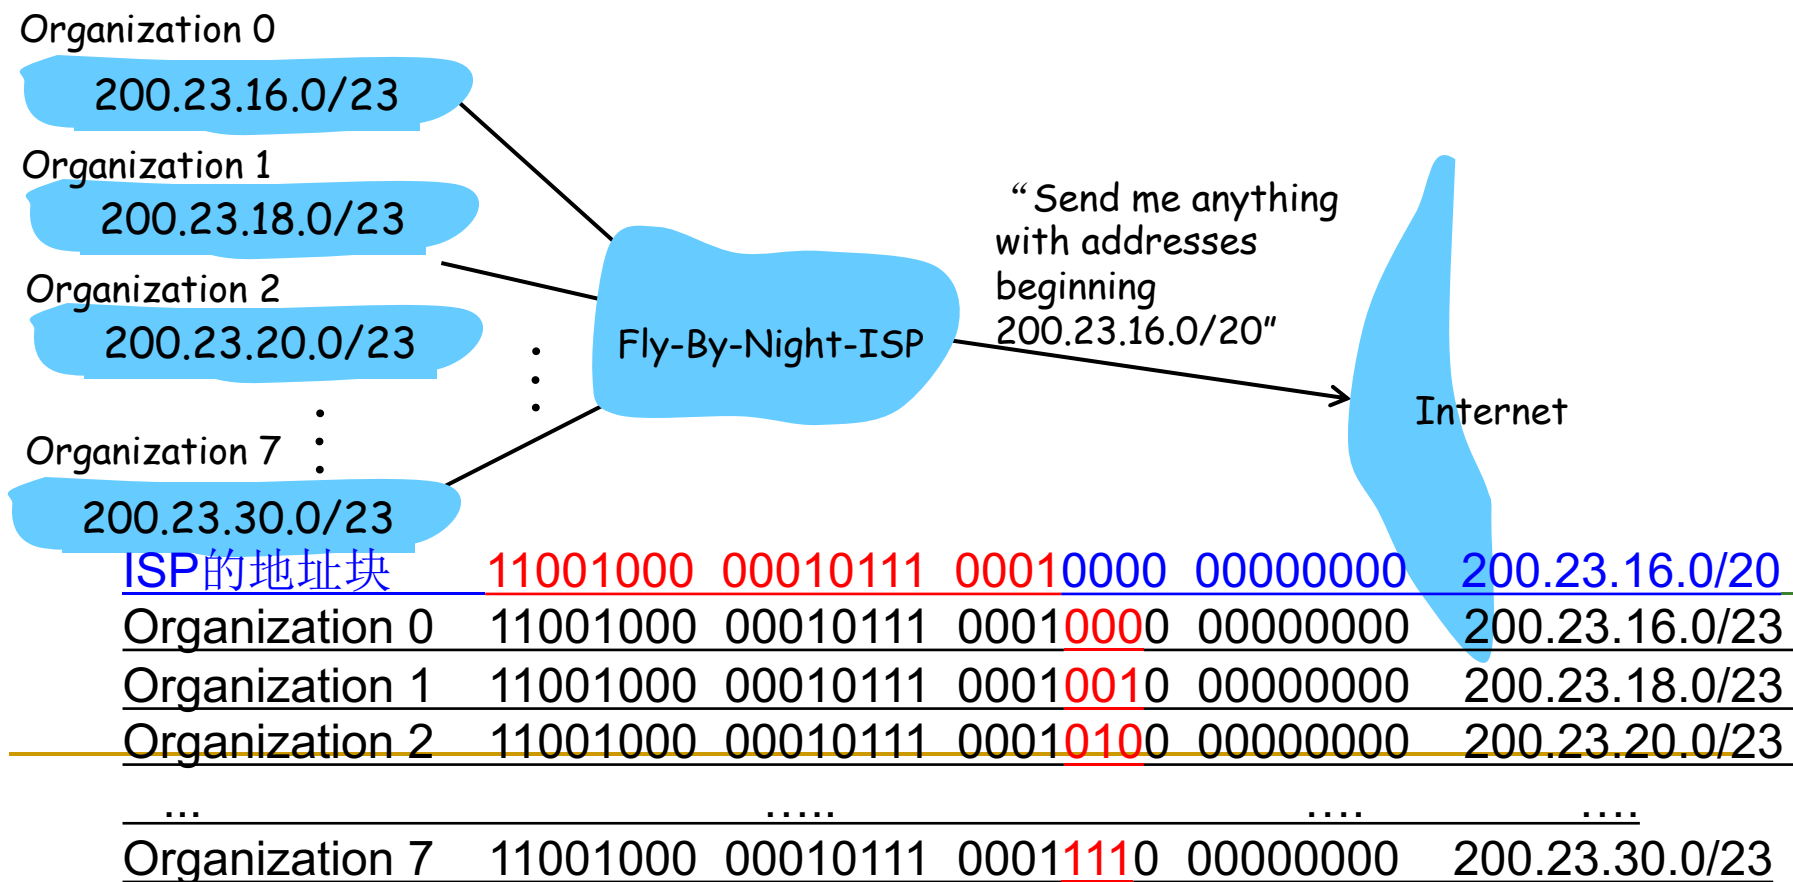 Organization 0
200.23.16.0/23
Organization 1
200.23.18.0/23
Organization 2
200.23.20.0/23
Organization 7
200.23.30.0/23
Fly-By-Night-ISP
“Send me anything
with addresses
beginning
200.23.16.0/20”
Internet
ISP的地址块 11001000 00010111 00010000 00000000 200.23.16.0/20
Organization 0 11001000 00010111 00010000 00000000 200.23.16.0/23
Organization 1 11001000 00010111 00010010 00000000 200.23.18.0/23
Organization 2 11001000 00010111 00010100 00000000 200.23.20.0/23
... ….. …. ….
Organization 7 11001000 00010111 00011110 00000000 200.23.30.0/23